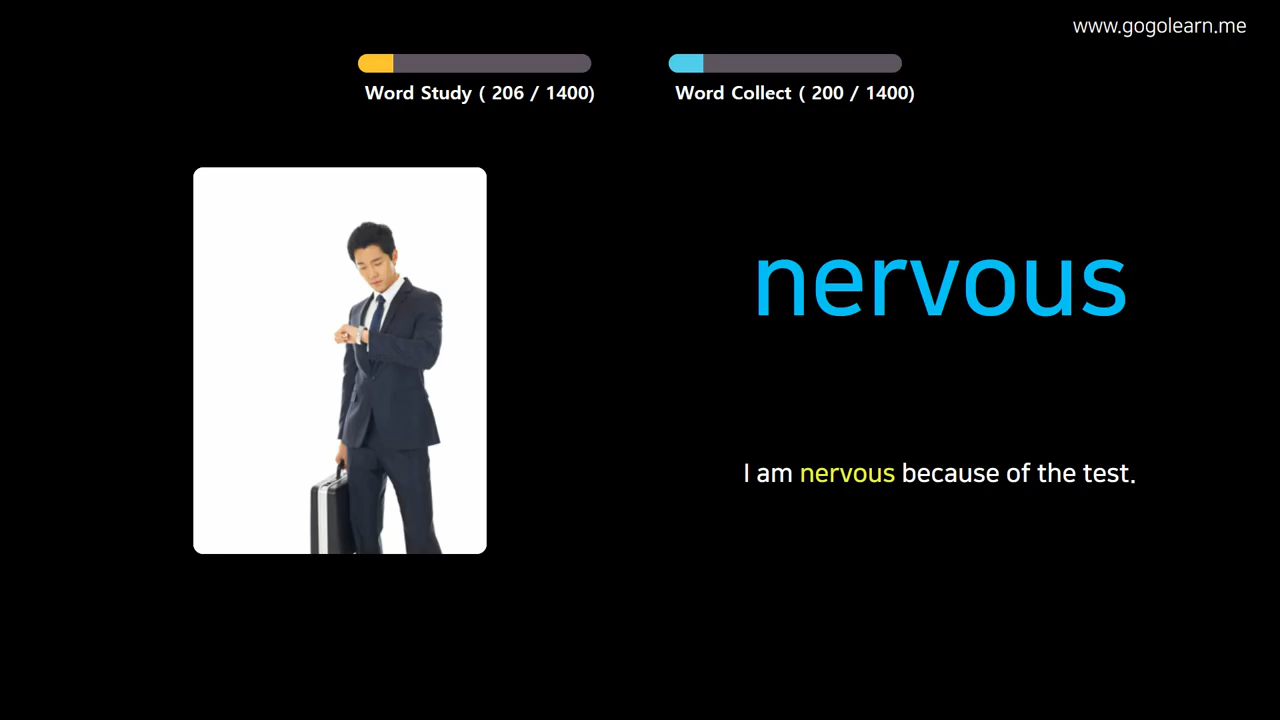 www.gogolearn.me
Word Study ( 206 / 1400)
Word Collect ( 200 / 1400)
nervous
I am nervous because of the test.